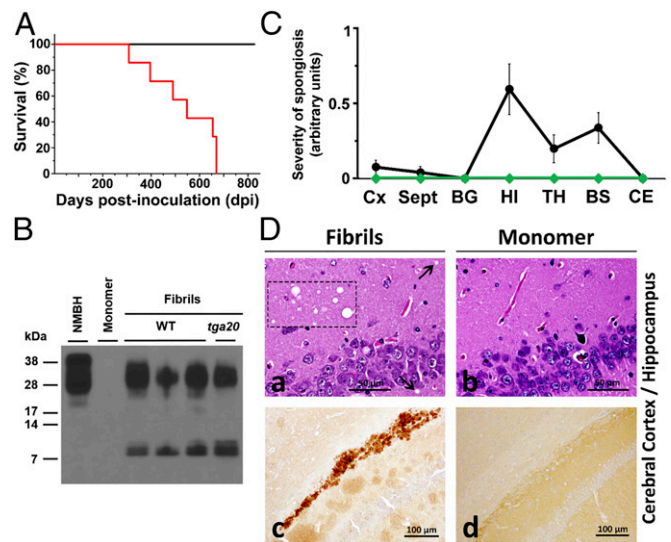 A
Survival (%)
100
80
60
40
20
0
200 400 600 800
Days post-inoculation (dpi)
B
NMBH
Monomer
Fibrils
WT
tga20
kDa
38
28
17
14
7
C
Severity of spongiosis
(arbitrary units)
1
0.5
0
Cx Sept BG HI TH BS CE
D
Fibrils
Monomer
a
50 µm
b
50 µm
c
100 µm
d
100 µm
Cerebral Cortex / Hippocampus